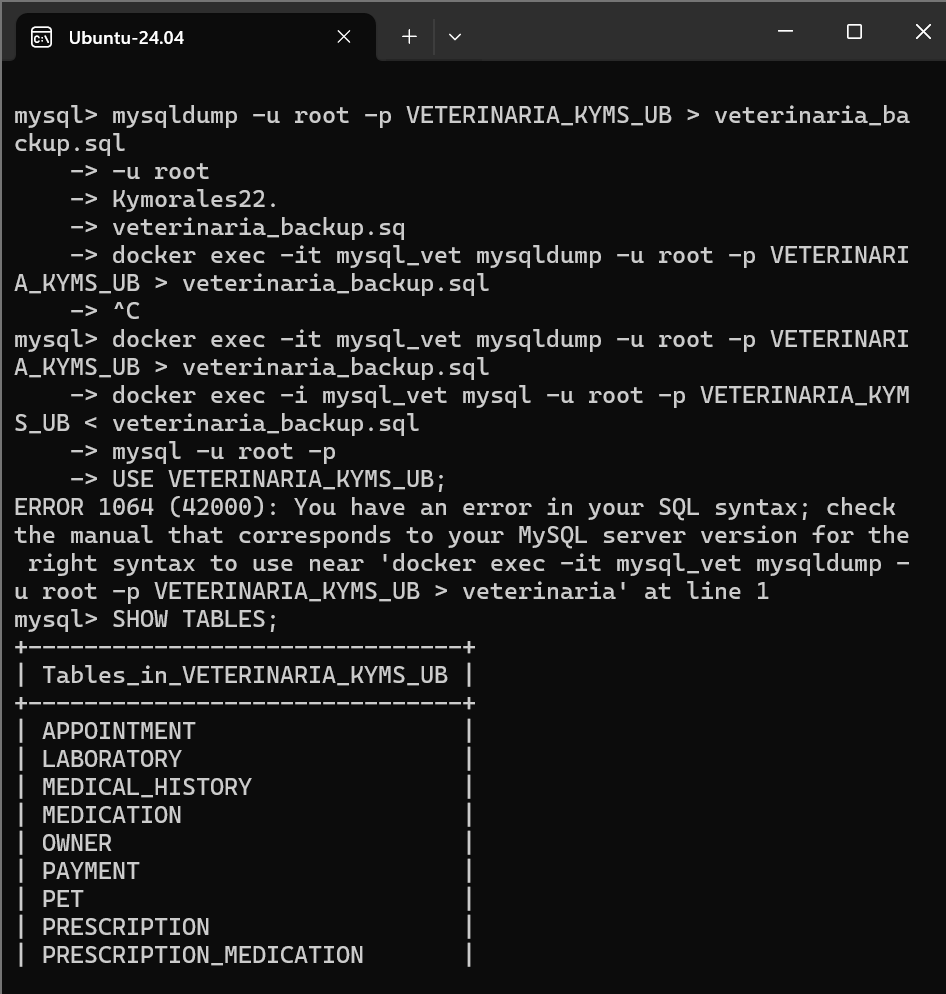 Ubuntu-24.04
mysql> mysqldump -u root -p VETERINARIA_KYMS_UB > veterinaria_ba
ckup.sql
    -> -u root
    -> Kymorales22.
    -> veterinaria_backup.sq
    -> docker exec -it mysql_vet mysqldump -u root -p VETERINARI
A_KYMS_UB > veterinaria_backup.sql
    -> ^C
mysql> docker exec -it mysql_vet mysqldump -u root -p VETERINARI
A_KYMS_UB > veterinaria_backup.sql
    -> docker exec -i mysql_vet mysql -u root -p VETERINARIA_KYM
S_UB < veterinaria_backup.sql
    -> mysql -u root -p
    -> USE VETERINARIA_KYMS_UB;
ERROR 1064 (42000): You have an error in your SQL syntax; check
the manual that corresponds to your MySQL server version for the
 right syntax to use near 'docker exec -it mysql_vet mysqldump -
u root -p VETERINARIA_KYMS_UB > veterinaria' at line 1
mysql> SHOW TABLES;
+-------------------------------+
| Tables_in_VETERINARIA_KYMS_UB |
+-------------------------------+
| APPOINTMENT                   |
| LABORATORY                    |
| MEDICAL_HISTORY               |
| MEDICATION                    |
| OWNER                         |
| PAYMENT                       |
| PET                           |
| PRESCRIPTION                  |
| PRESCRIPTION_MEDICATION       |